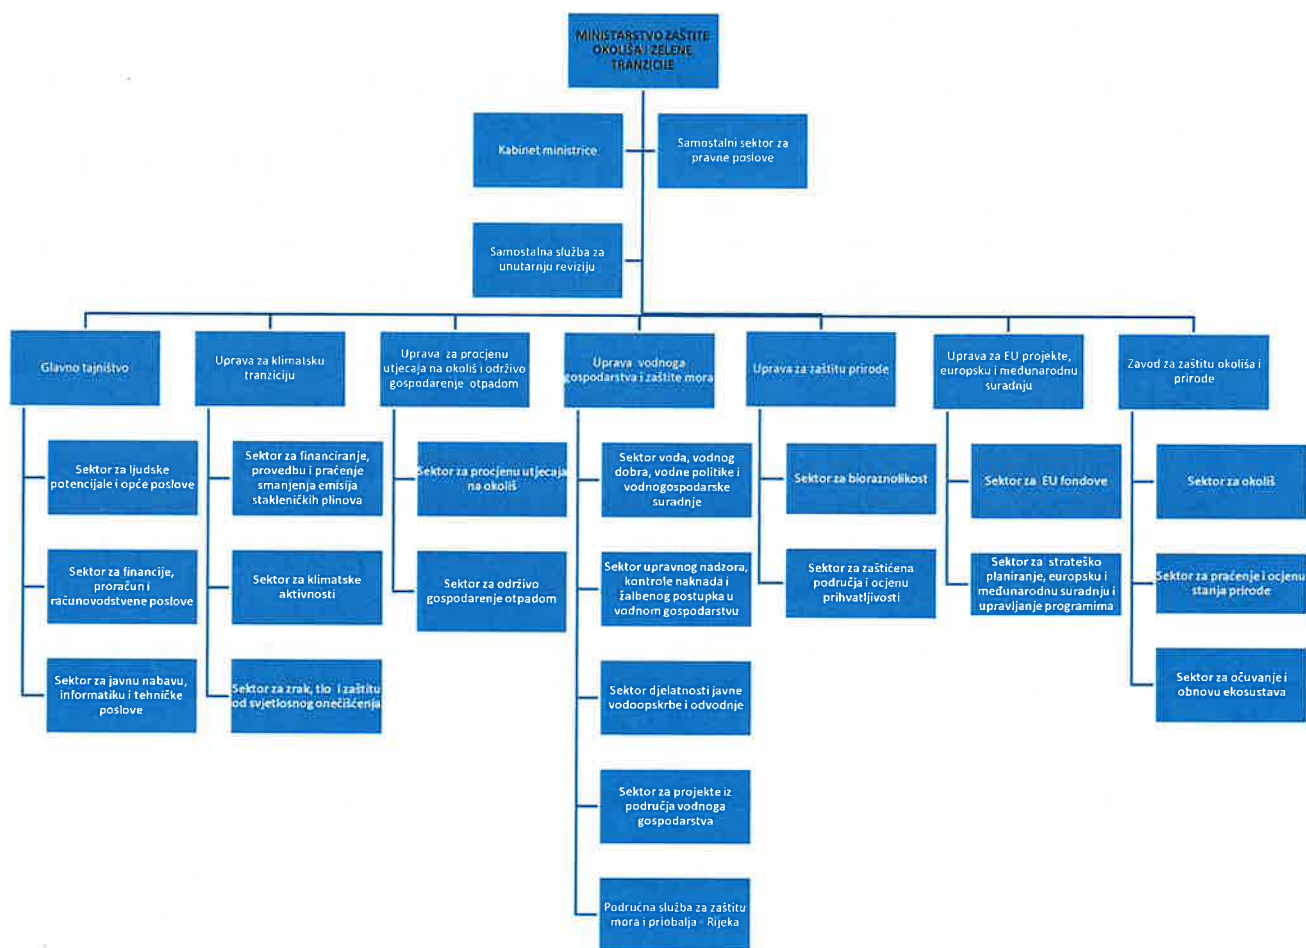 MINISTARSTVO ZAŠTITE
OKOLIŠA I ZELENE
TRANZICIJE
Kabinet ministrice
Samostalni sektor za
pravne poslove
Samostalna služba za
unutarnju reviziju
Glavno tajništvo
Uprava za klimatsku
tranziciju
Uprava za procjenu
utjecaja na okoliš i održivo
gospodarenje otpadom
Uprava vodnoga
gospodarstva i zaštite mora
Uprava za zaštitu prirode
Uprava za EU projekte,
europsku i međunarodnu
suradnju
Zavod za zaštitu okoliša i
prirode
Sektor za ljudske
potencijale i opće poslove
Sektor za financije,
proračun i
računovodstvene poslove
Sektor za javnu nabavu,
informatiku i tehničke
poslove
Sektor za financiranje,
provedbu i praćenje
smanjenja emisija
stakleničkih plinova
Sektor za klimatske
aktivnosti
Sektor za zrak, tlo i zaštitu
od svjetlosnog onečišćenja
Sektor za procjenu utjecaja
na okoliš
Sektor za održivo
gospodarenje otpadom
Sektor voda, vodnog
dobra, vodne politike i
vodnogospodarske
suradnje
Sektor upravnog nadzora,
kontrole naknada i
žalbenog postupka u
vodnom gospodarstvu
Sektor djelatnosti javne
vodoopskrbe i odvodnje
Sektor za projekte iz
područja vodnoga
gospodarstva
Područna služba za zaštitu
mora i priobalja - Rijeka
Sektor za bioraznolikost
Sektor za zaštićena
područja i ocjenu
prihvatljivosti
Sektor za EU fondove
Sektor za strateško
planiranje, europsku i
međunarodnu suradnju i
upravljanje programima
Sektor za okoliš
Sektor za praćenje i ocjenu
stanja prirode
Sektor za očuvanje i
obnovu ekosustava